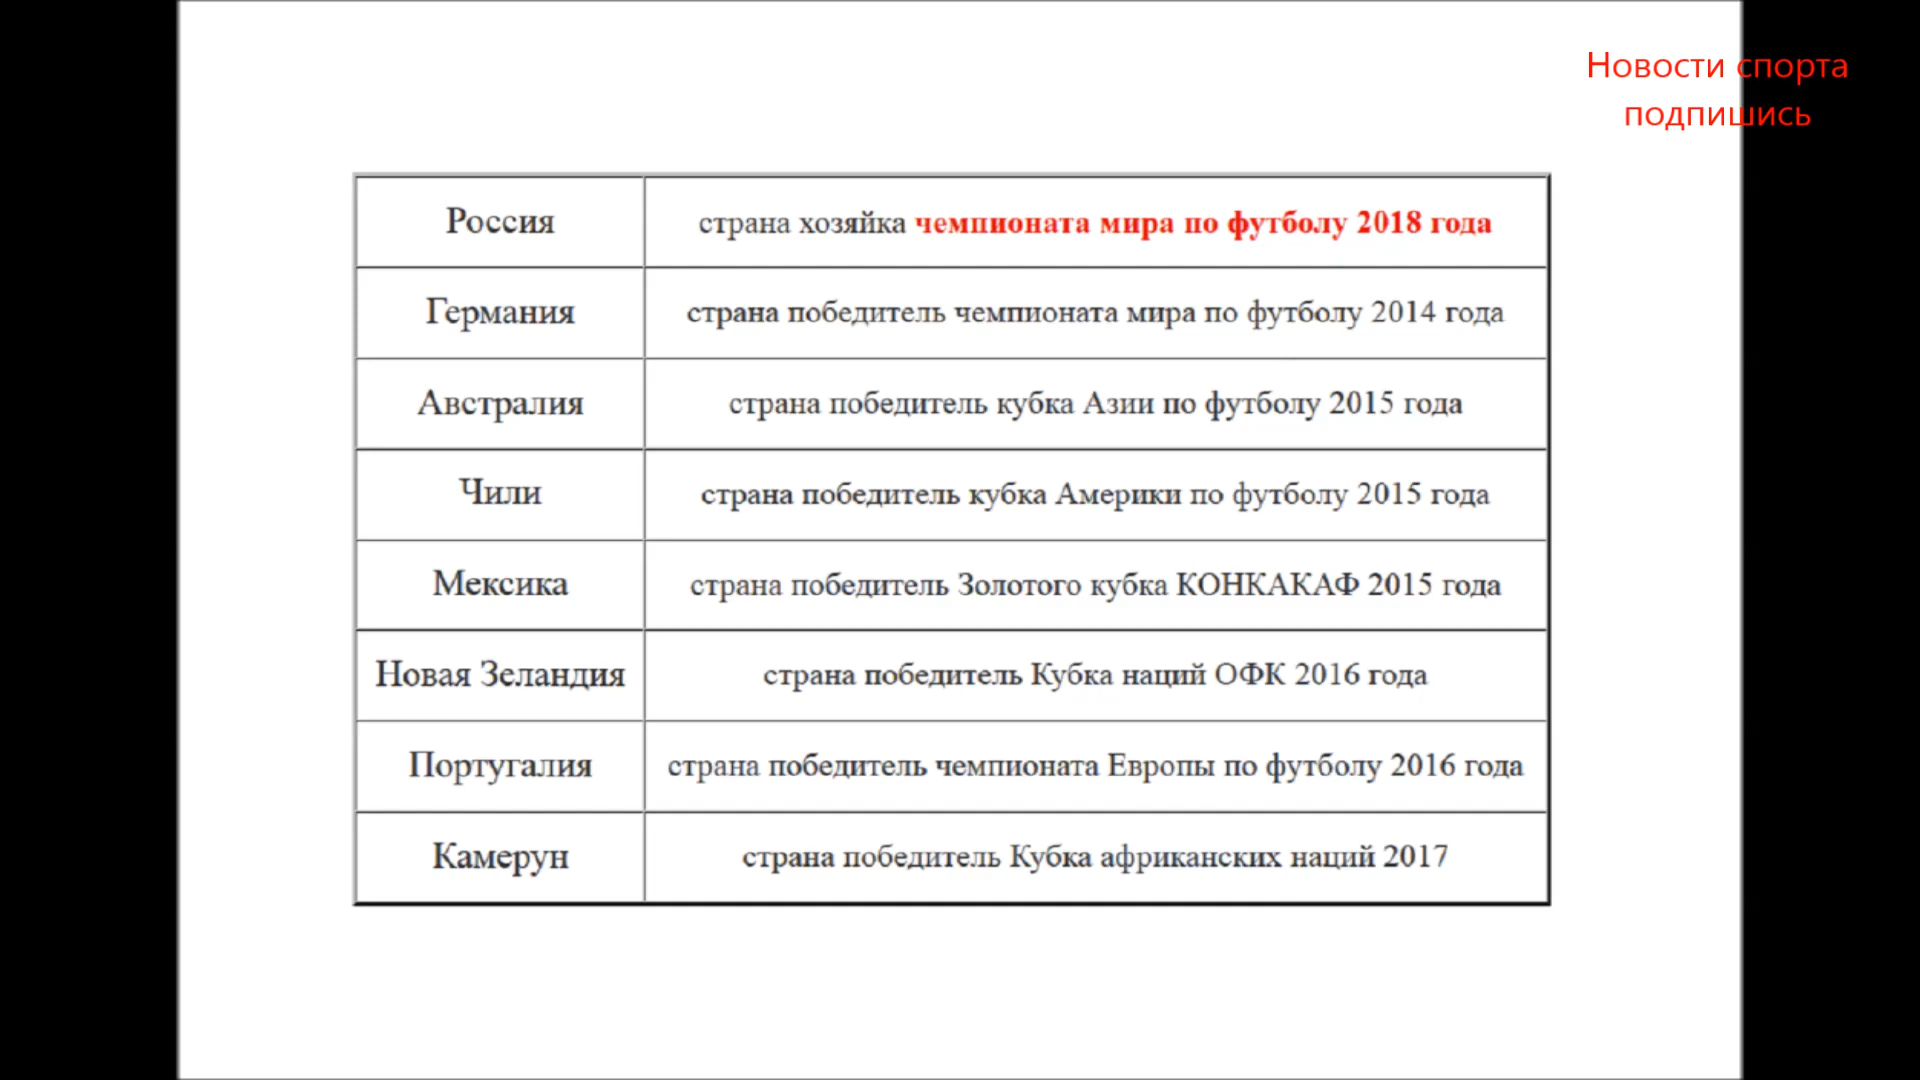 Новости спорта
подпишись
Россия страна хозяйка чемпионата мира по футболу 2018 года
Германия страна победитель чемпионата мира по футболу 2014 года
Австралия страна победитель кубка Азии по футболу 2015 года
Чили страна победитель кубка Америки по футболу 2015 года
Мексика страна победитель Золотого кубка КОНКАКАФ 2015 года
Новая Зеландия страна победитель Кубка наций ОФК 2016 года
Португалия страна победитель чемпионата Европы по футболу 2016 года
Камерун страна победитель Кубка африканских наций 2017